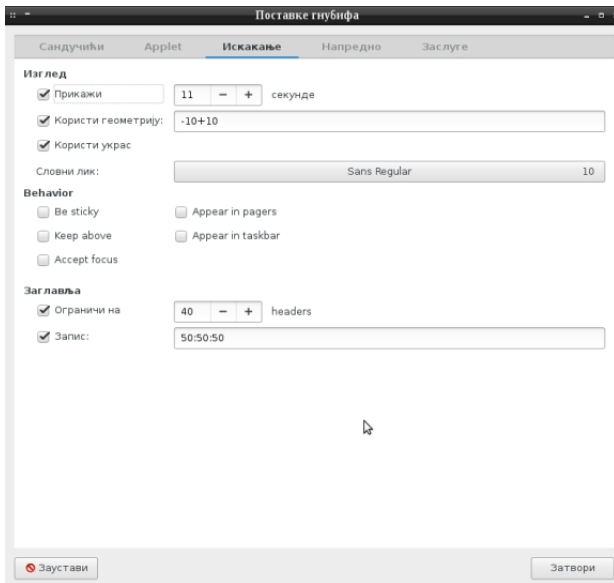 Поставке гнубифа
Сандучићи Applet Искакање Напредно Заслуге
Изглед
Прикажи 11 − + секунде
Користи геометрију: -10+10
Користи украс
Словни лик: Sans Regular 10
Behavior
Be sticky Appear in pagers
Keep above Appear in taskbar
Accept focus
Заглавља
Ограничи на 40 − + headers
Запис: 50:50:50
Заустави Затвори